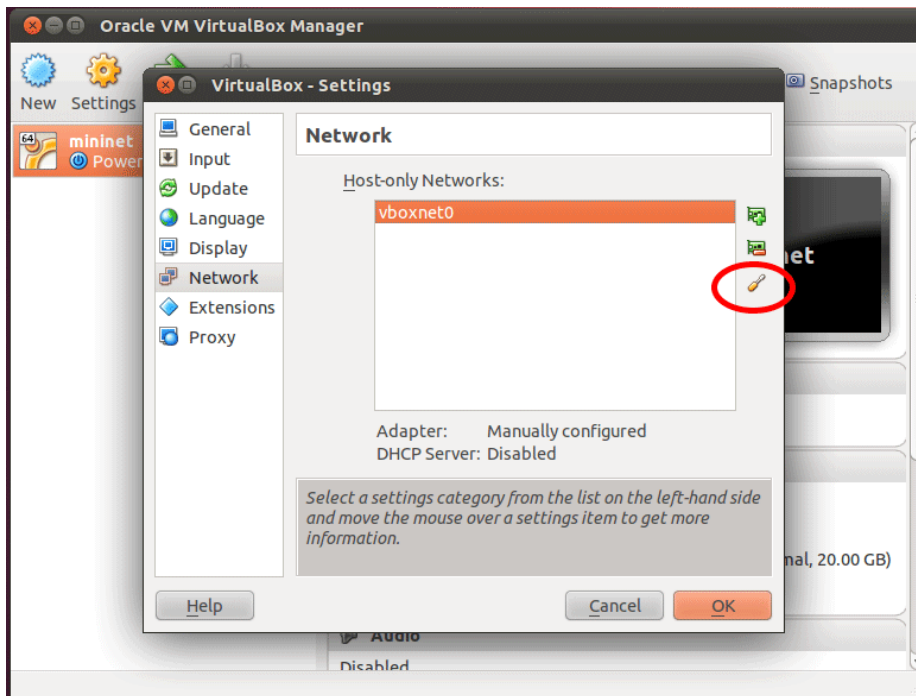 Oracle VM VirtualBox Manager
New Settings
Snapshots
64
mininet
Power
VirtualBox - Settings
General
Input
Update
Language
Display
Network
Extensions
Proxy
Network
Host-only Networks:
vboxnet0
Adapter: Manually configured
DHCP Server: Disabled
Select a settings category from the list on the left-hand side
and move the mouse over a settings item to get more
information.
Help Cancel OK
net
mal, 20.00 GB)
Audio
Disabled